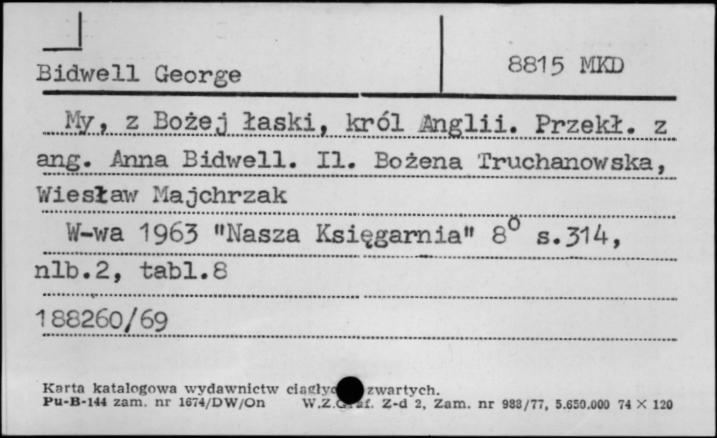 Bidwell George
8815 MKD
My, z Bożej łaski, król Anglii. Przekł. z
ang. Anna Bidwell. Il. Bożena Truchanowska,
Wiesław Majchrzak
W-wa 1963 "Nasza Księgarnia" 8° s.314,
nlb.2, tabl.8
188260/69
Karta katalogowa wydawnictw zwartych.
Pu-B-144 zam. nr 1674/DW/On W.Z.Graf. Z-d 2, Zam. nr 988/77, 5.650.000 74 × 120